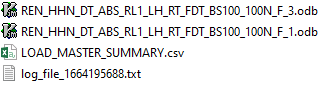 REN_HHN_DT_ABS_RL1_LH_RT_FDT_BS100_100N_F_3.odb
REN_HHN_DT_ABS_RL1_LH_RT_FDT_BS100_100N_F_1.odb
LOAD_MASTER_SUMMARY.csv
log_file_1664195688.txt